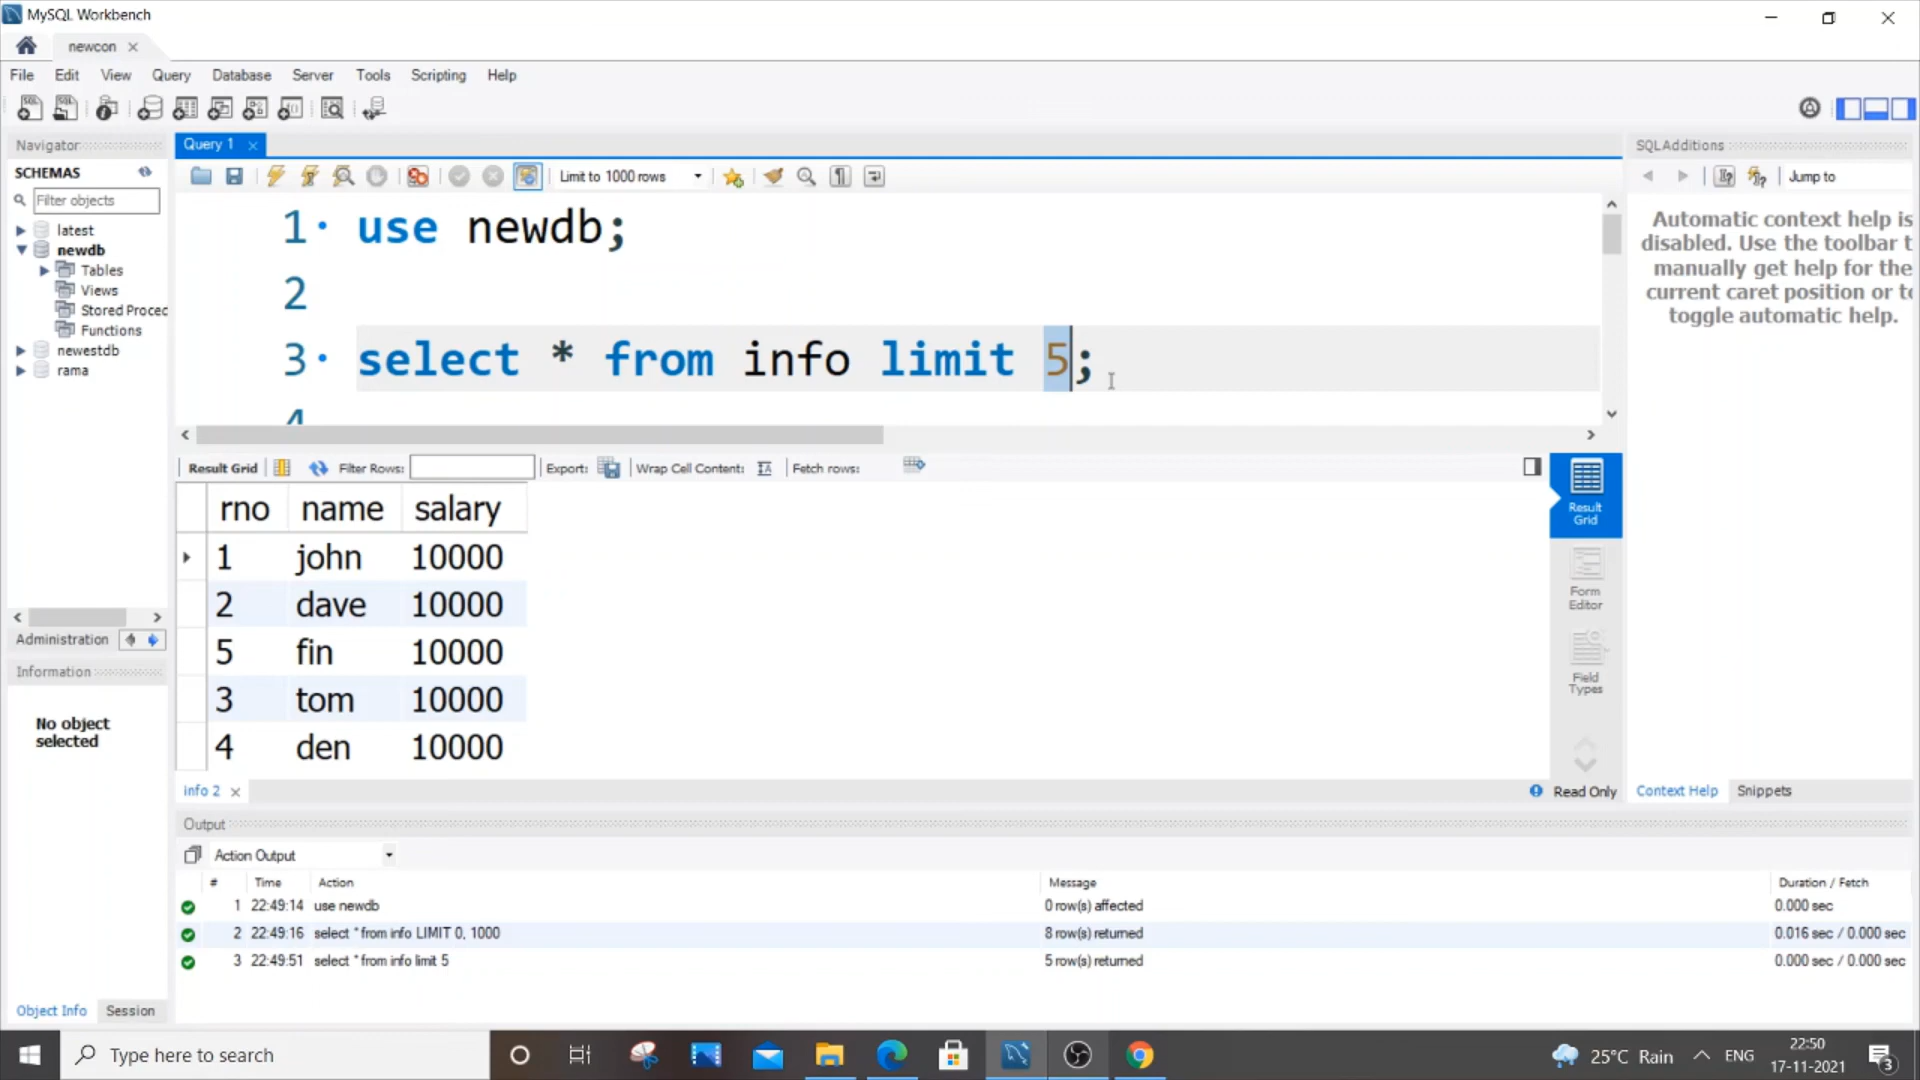 MySQL Workbench
newcon
File Edit View Query Database Server Tools Scripting Help
Navigator
SCHEMAS
Filter objects
latest
newdb
Tables
Views
Stored Proced
Functions
newestdb
rama
Administration
Information
No object
selected
Object Info Session
Query 1
Limit to 1000 rows
1 use newdb;
2
3 select * from info limit 5;
4
Result Grid Filter Rows: Export: Wrap Cell Content: Fetch rows:
rno name salary
1 john 10000
2 dave 10000
5 fin 10000
3 tom 10000
4 den 10000
Result
Grid
Form
Editor
Field
Types
info 2
Read Only
SQLAdditions
Jump to
Automatic context help is
disabled. Use the toolbar t
manually get help for the
current caret position or to
toggle automatic help.
Context Help Snippets
Output
Action Output
# Time Action Message Duration / Fetch
1 22:49:14 use newdb 0 row(s) affected 0.000 sec
2 22:49:16 select * from info LIMIT 0, 1000 8 row(s) returned 0.016 sec / 0.000 sec
3 22:49:51 select * from info limit 5 5 row(s) returned 0.000 sec / 0.000 sec
Type here to search
25°C Rain
ENG
22:50
17-11-2021
3